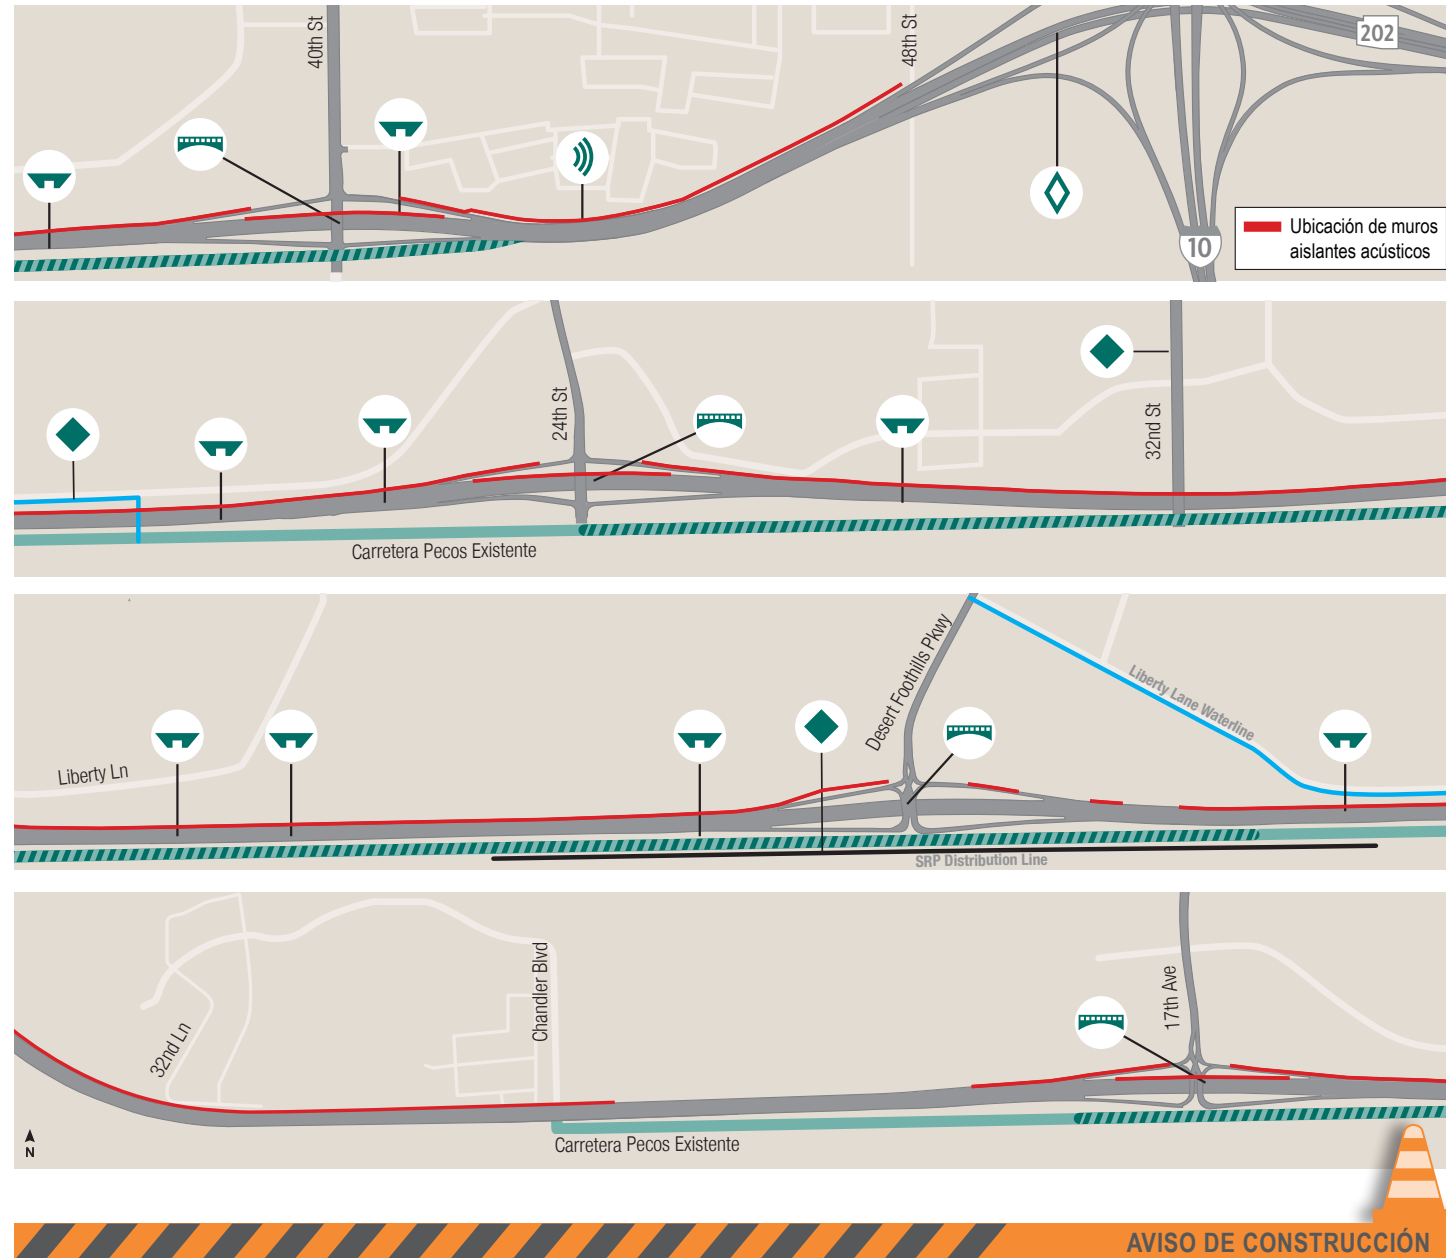 40th St
48th St
202
10
Ubicación de muros
aislantes acústicos
24th St
32nd St
Carretera Pecos Existente
Liberty Ln
Desert Foothills Pkwy
Liberty Lane Waterline
SRP Distribution Line
32nd Ln
Chandler Blvd
17th Ave
Carretera Pecos Existente
N
AVISO DE CONSTRUCCIÓN